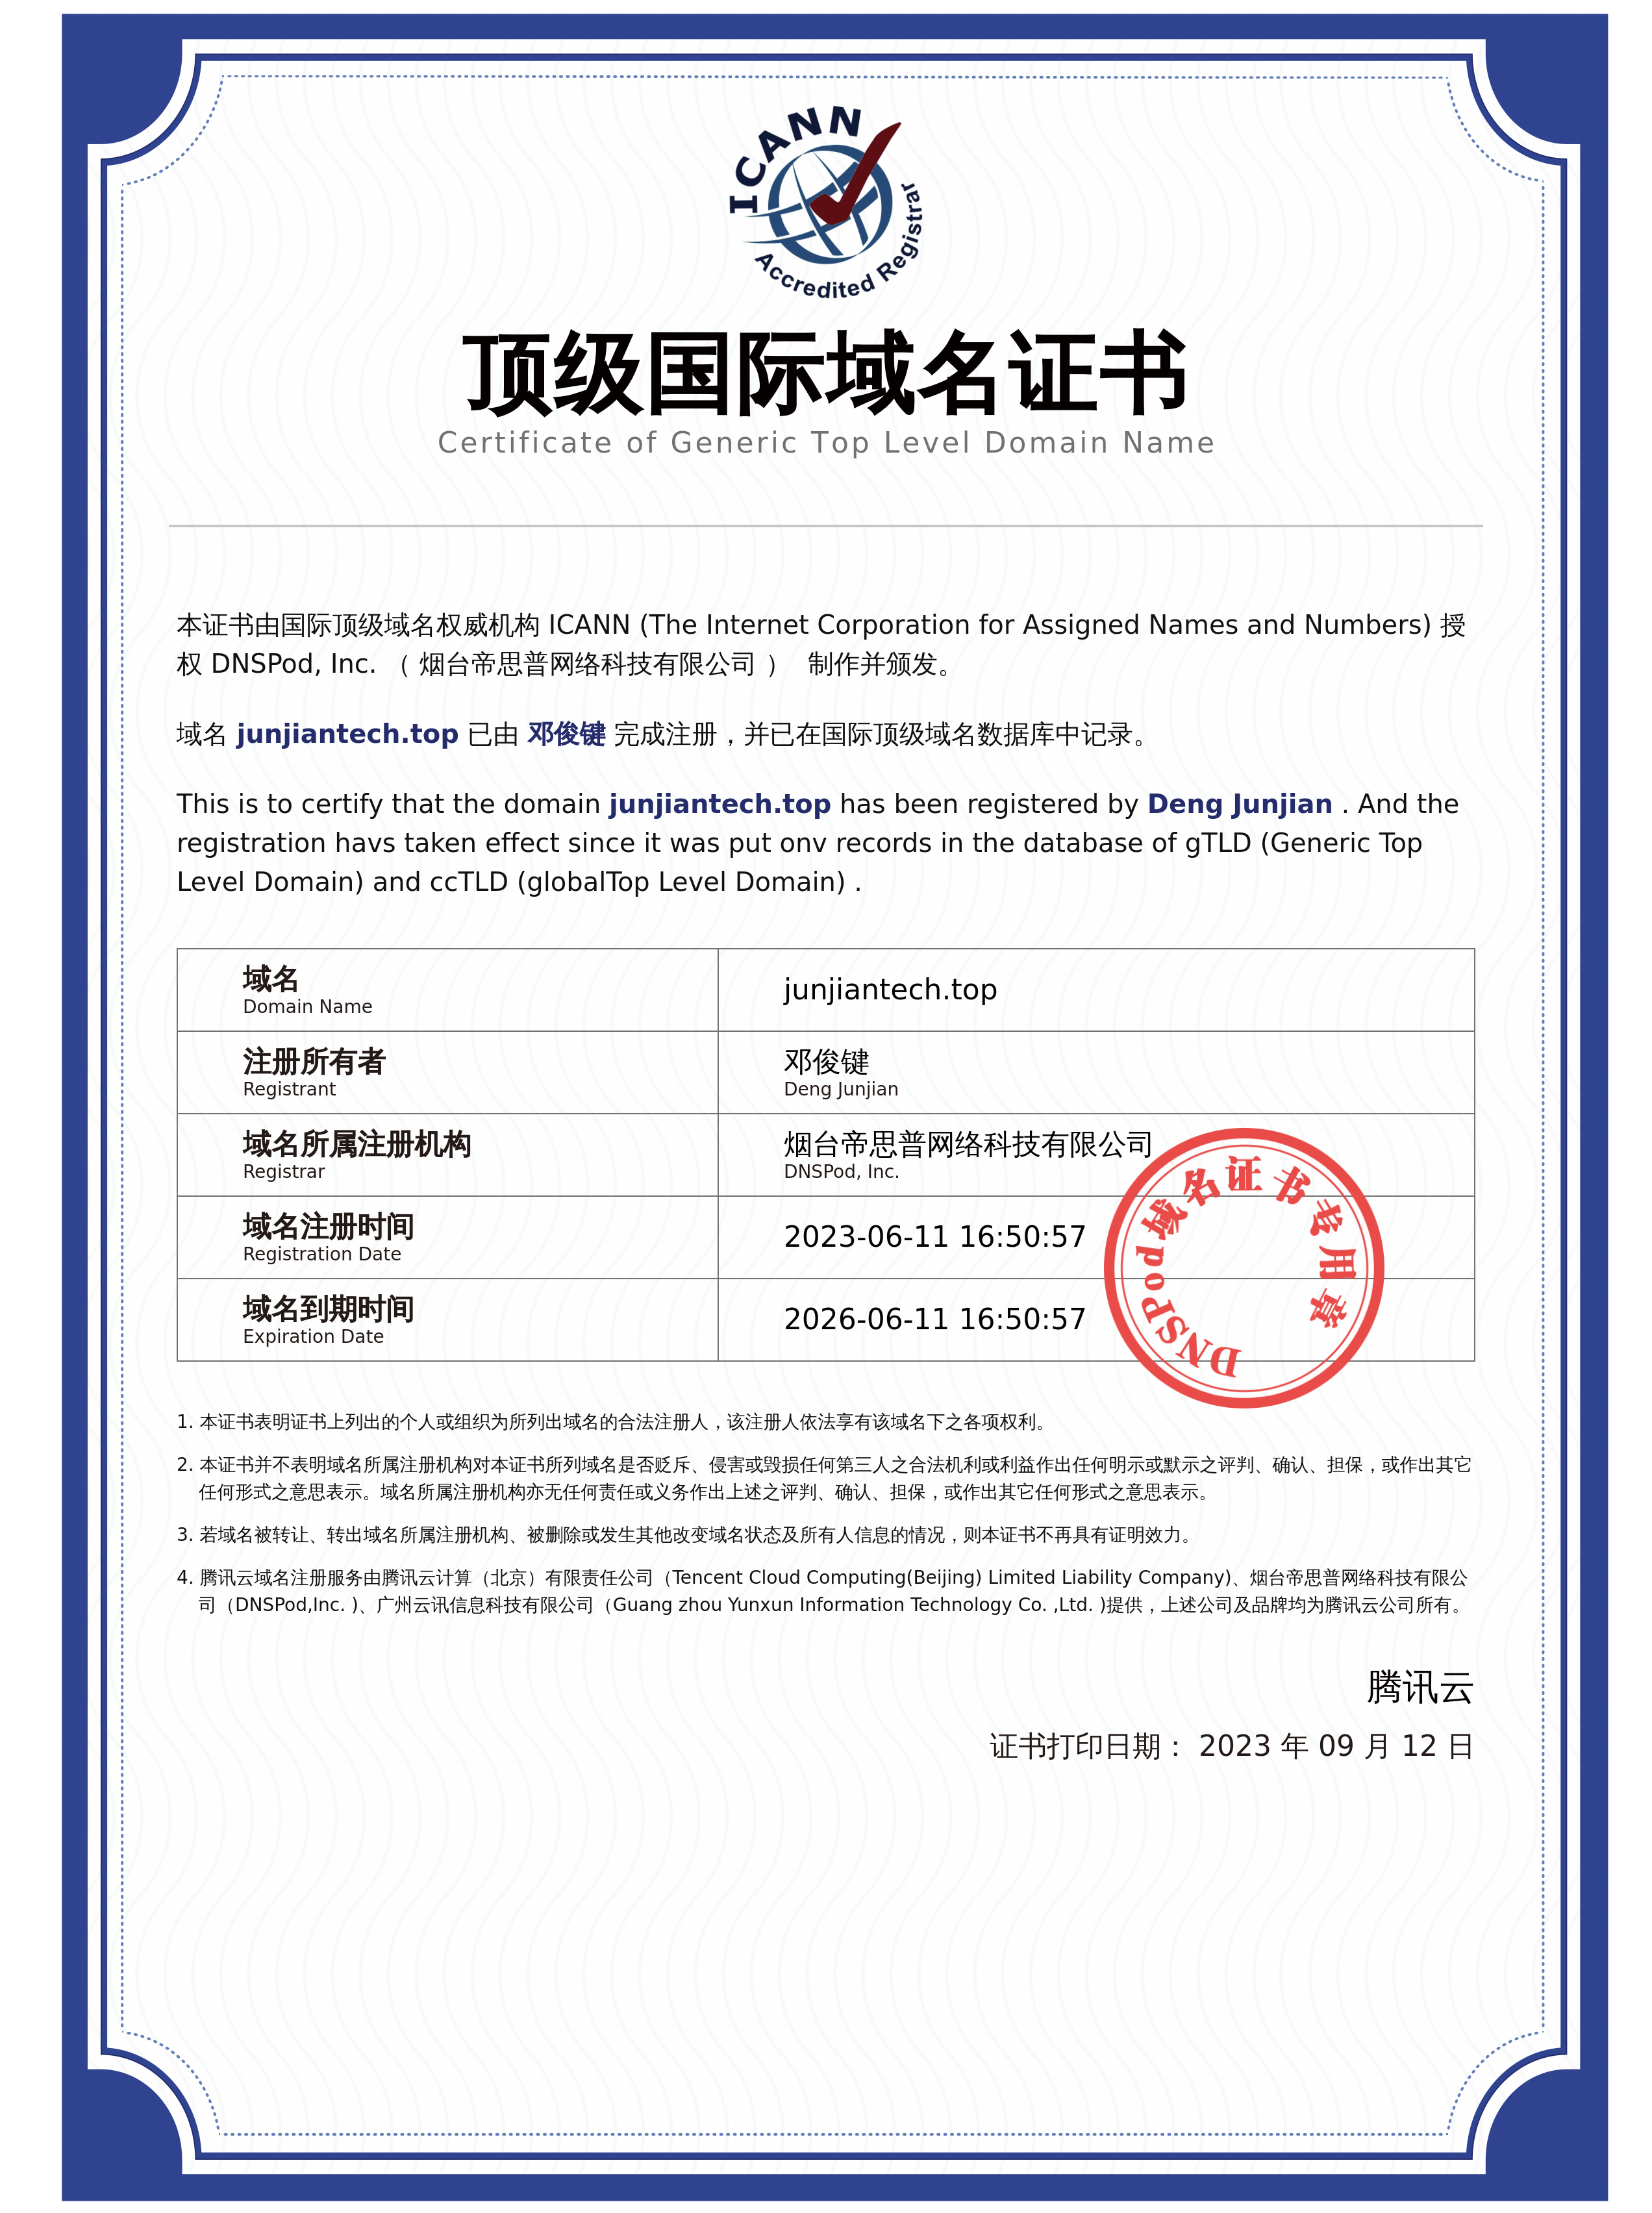 ICANN
Accredited Registrar
顶级国际域名证书
Certificate of Generic Top Level Domain Name
本证书由国际顶级域名权威机构 ICANN (The Internet Corporation for Assigned Names and Numbers) 授
权 DNSPod, Inc. （ 烟台帝思普网络科技有限公司 ） 制作并颁发。
域名 junjiantech.top 已由 邓俊键 完成注册，并已在国际顶级域名数据库中记录。
This is to certify that the domain junjiantech.top has been registered by Deng Junjian . And the
registration havs taken effect since it was put onv records in the database of gTLD (Generic Top
Level Domain) and ccTLD (globalTop Level Domain) .
域名
Domain Name
junjiantech.top
注册所有者
Registrant
邓俊键
Deng Junjian
域名所属注册机构
Registrar
烟台帝思普网络科技有限公司
DNSPod, Inc.
域名注册时间
Registration Date
2023-06-11 16:50:57
域名到期时间
Expiration Date
2026-06-11 16:50:57
DNSPod域名证书专用章
1. 本证书表明证书上列出的个人或组织为所列出域名的合法注册人，该注册人依法享有该域名下之各项权利。
2. 本证书并不表明域名所属注册机构对本证书所列域名是否贬斥、侵害或毁损任何第三人之合法机利或利益作出任何明示或默示之评判、确认、担保，或作出其它
任何形式之意思表示。域名所属注册机构亦无任何责任或义务作出上述之评判、确认、担保，或作出其它任何形式之意思表示。
3. 若域名被转让、转出域名所属注册机构、被删除或发生其他改变域名状态及所有人信息的情况，则本证书不再具有证明效力。
4. 腾讯云域名注册服务由腾讯云计算（北京）有限责任公司（Tencent Cloud Computing(Beijing) Limited Liability Company)、烟台帝思普网络科技有限公
司（DNSPod,Inc. )、广州云讯信息科技有限公司（Guang zhou Yunxun Information Technology Co. ,Ltd. )提供，上述公司及品牌均为腾讯云公司所有。
腾讯云
证书打印日期： 2023 年 09 月 12 日